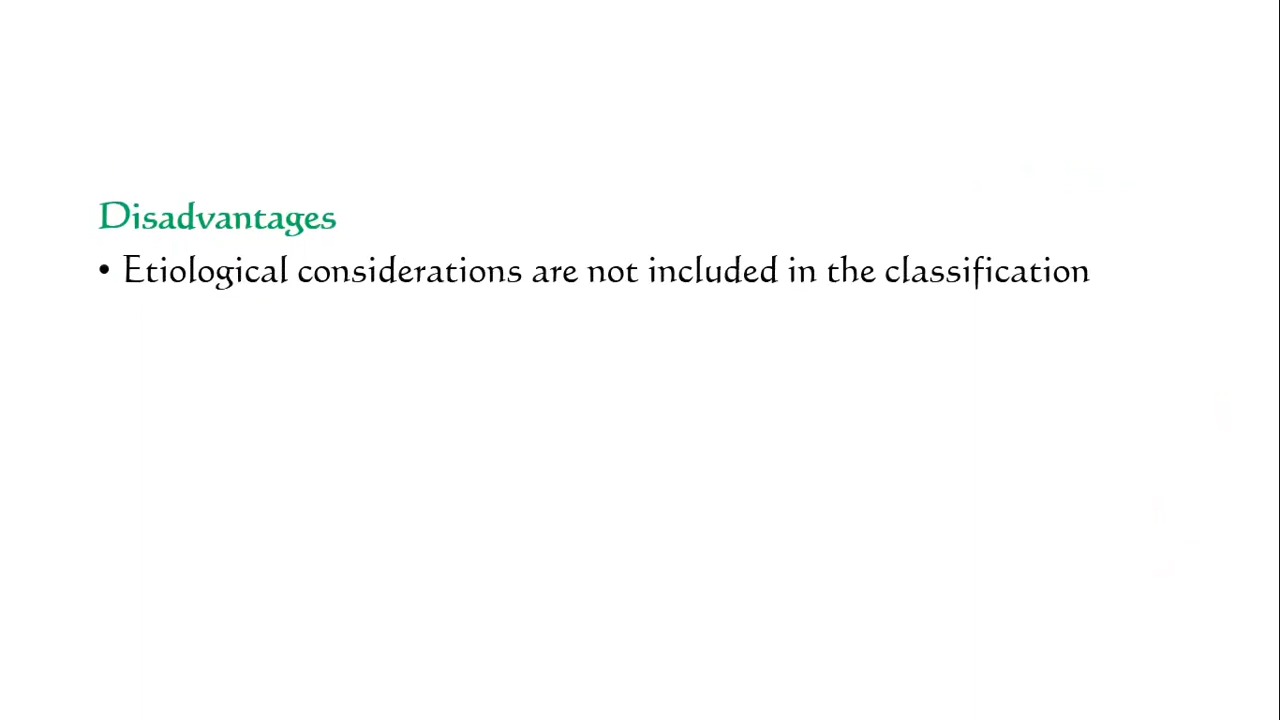 Disadvantages
• Etiological considerations are not included in the classification